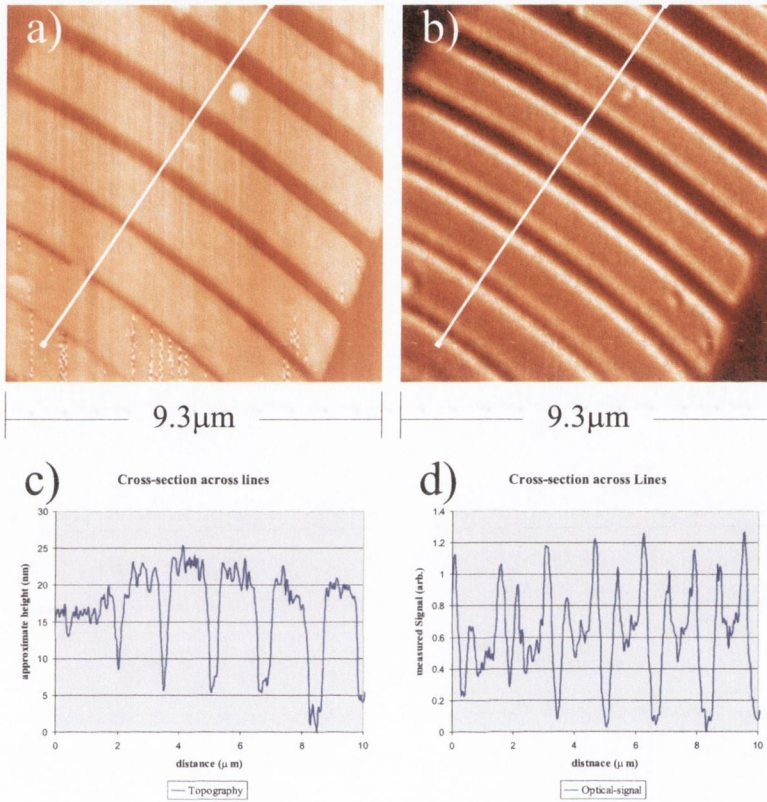 a)
b)
9.3μm
9.3μm
c)
Cross-section across lines
30
25
20
15
10
5
0
approximate height (nm)
0 2 4 6 8 10
distance (μ m)
Topography
d)
Cross-section across Lines
1.4
1.2
1
0.8
0.6
0.4
0.2
0
measured Signal (arb.)
0 2 4 6 8 10
distnace (μ m)
Optical-signal